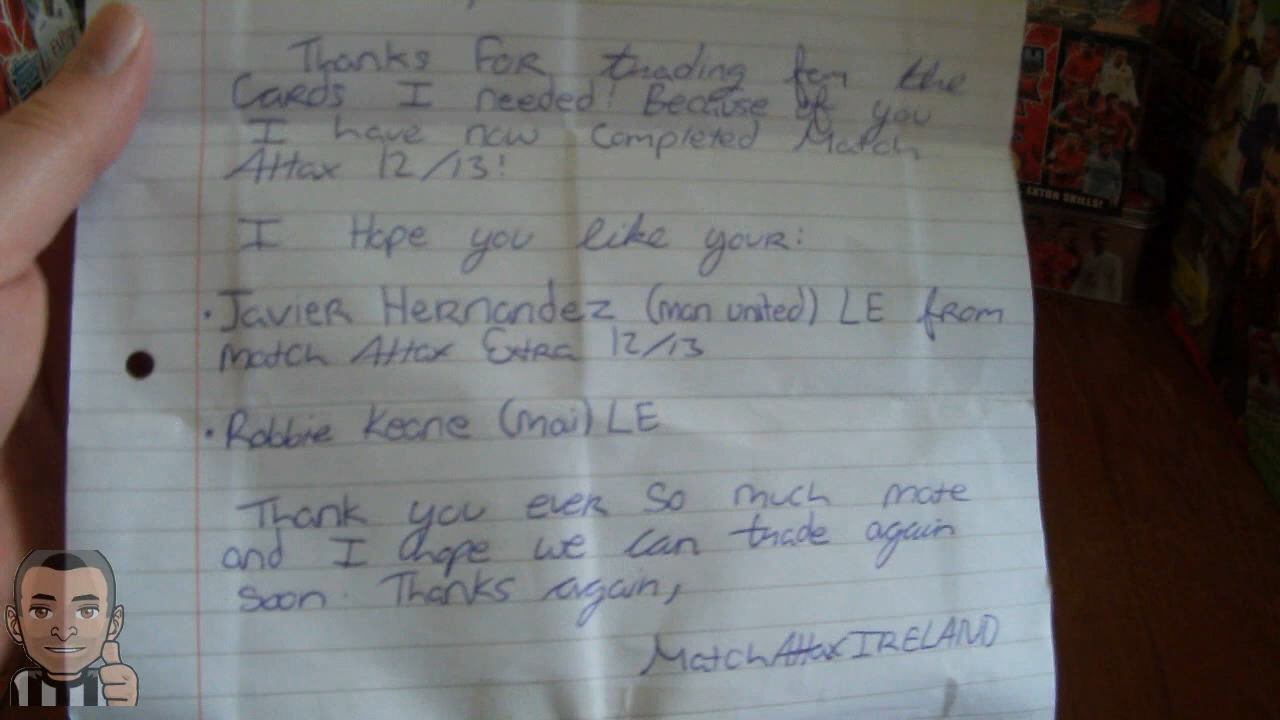 Thanks For trading for the
Cards I needed! Because of you
I have now completed Match
Attax 12/13!
I Hope you like your:
• Javier Hernandez (man united) LE from
Match Attax Extra 12/13
• Robbie Keane (mai) LE
Thank you ever so much mate
and I hope we can trade again
soon. Thanks again,
MatchAttaxIRELAND
EXTRA SKILLS!